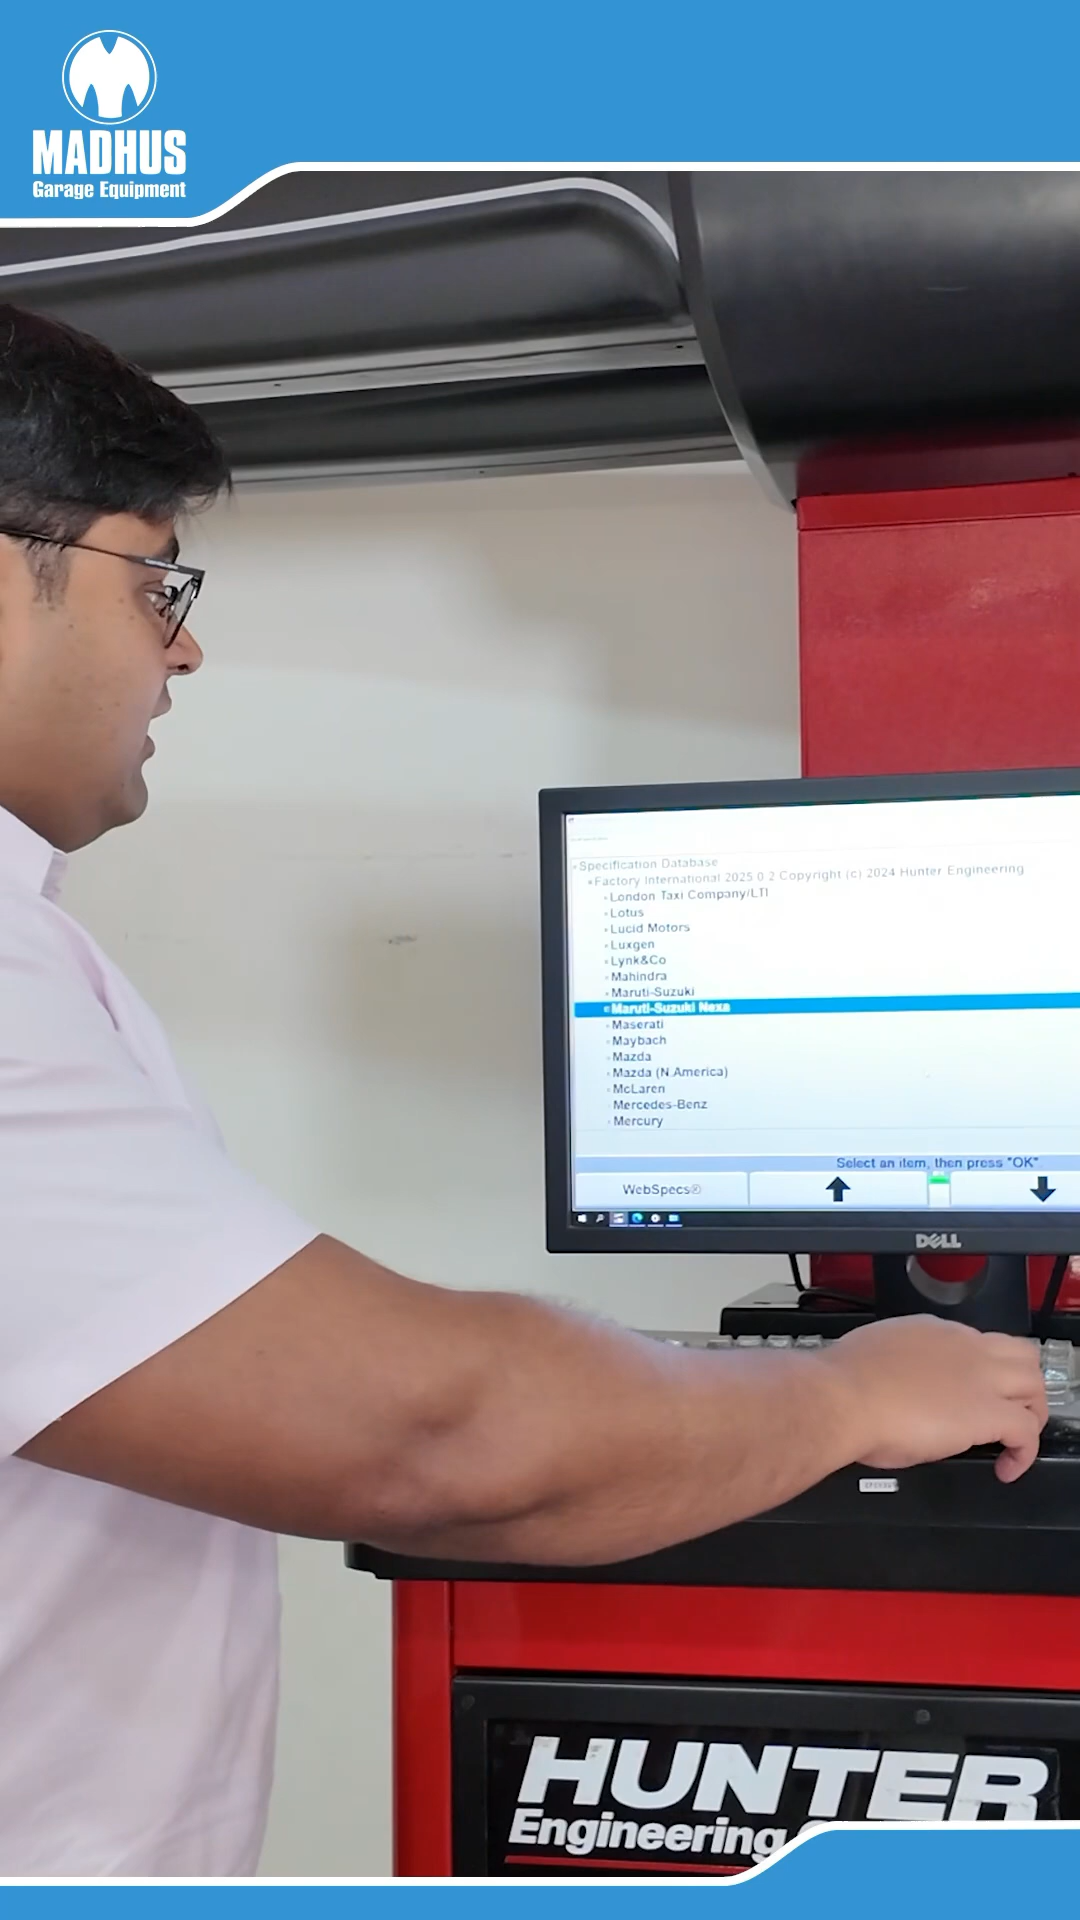 MADHUS
Garage Equipment
Specification Database
Factory International 2025.0.2 Copyright (c) 2024 Hunter Engineering
London Taxi Company/LTI
Lotus
Lucid Motors
Luxgen
Lynk&Co
Mahindra
Maruti-Suzuki
Maruti-Suzuki Nexa
Maserati
Maybach
Mazda
Mazda (N.America)
McLaren
Mercedes-Benz
Mercury
Select an item, then press "OK".
WebSpecs®
DELL
HUNTER
Engineering